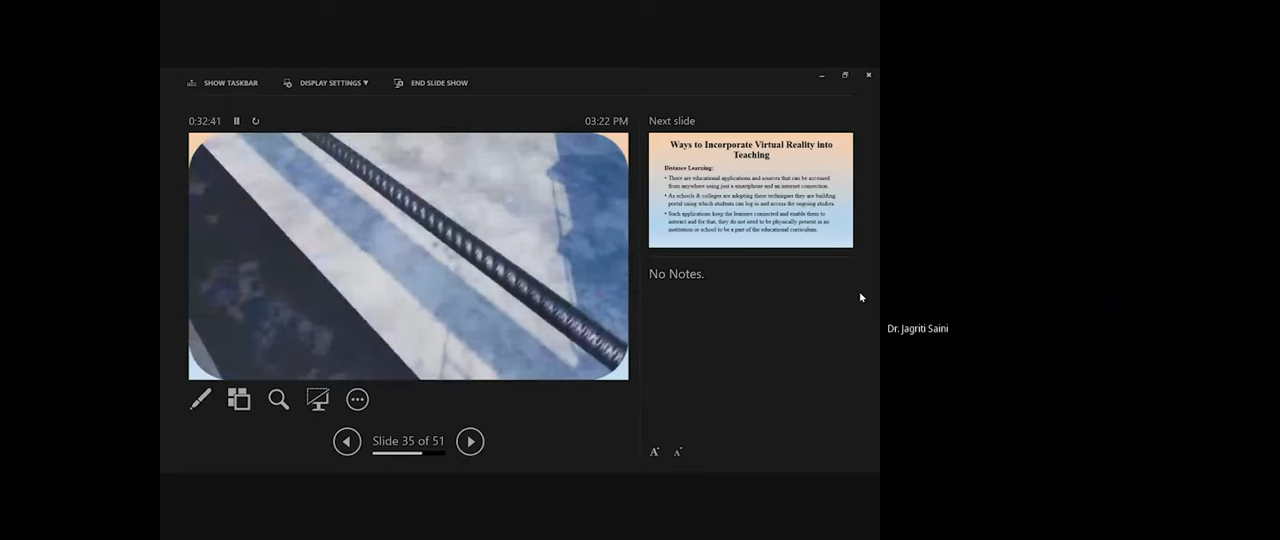 SHOW TASKBAR DISPLAY SETTINGS ▼ END SLIDE SHOW
0:32:41 03:22 PM
Next slide
Ways to Incorporate Virtual Reality into
Teaching
Distance Learning:
• There are educational applications and sources that can be accessed
from anywhere using just a smartphone and an internet connection.
• As schools & colleges are adopting these techniques they are building
portal using which students can log in and access the ongoing studies.
• Such applications keep the learners connected and enable them to
interact and for that, they do not need to be physically present in an
institution or school to be a part of the educational curriculum.
No Notes.
Dr. Jagriti Saini
Slide 35 of 51
A A